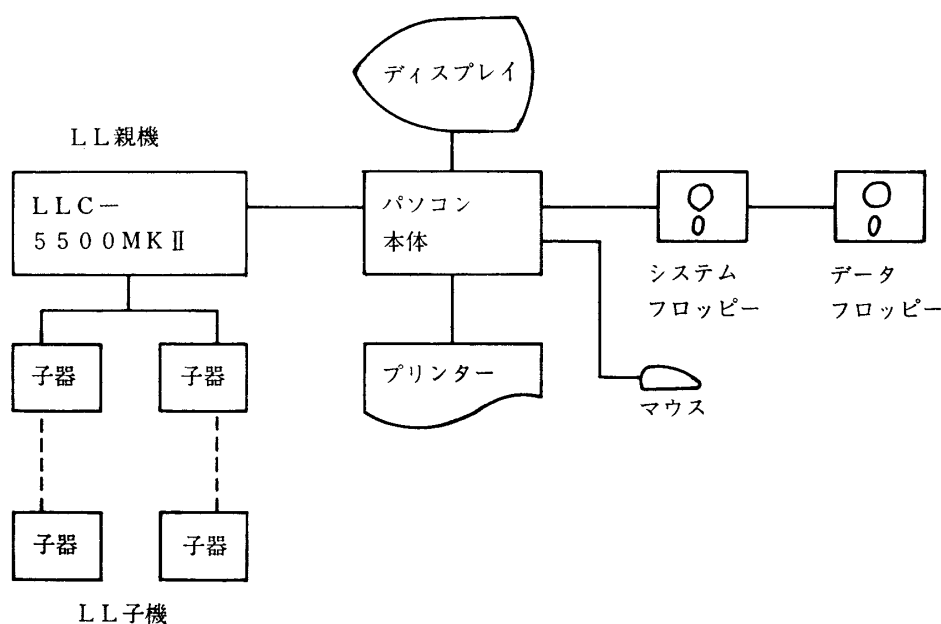 ディスプレイ
LL親機
LLC－
5500MKⅡ
パソコン
本体
システム
フロッピー
データ
フロッピー
子器
子器
プリンター
マウス
子器
子器
LL子機